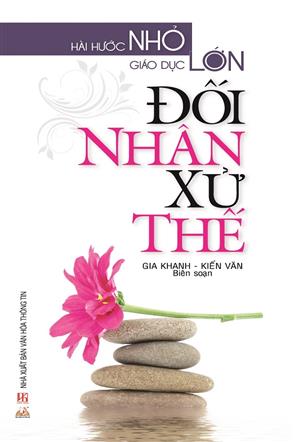 HÀI HƯỚC NHỎ
GIÁO DỤC LỚN
ĐỐI
NHÂN
XỬ
THẾ
GIA KHANH - KIẾN VĂN
Biên soạn
NHÀ XUẤT BẢN VĂN HÓA THÔNG TIN